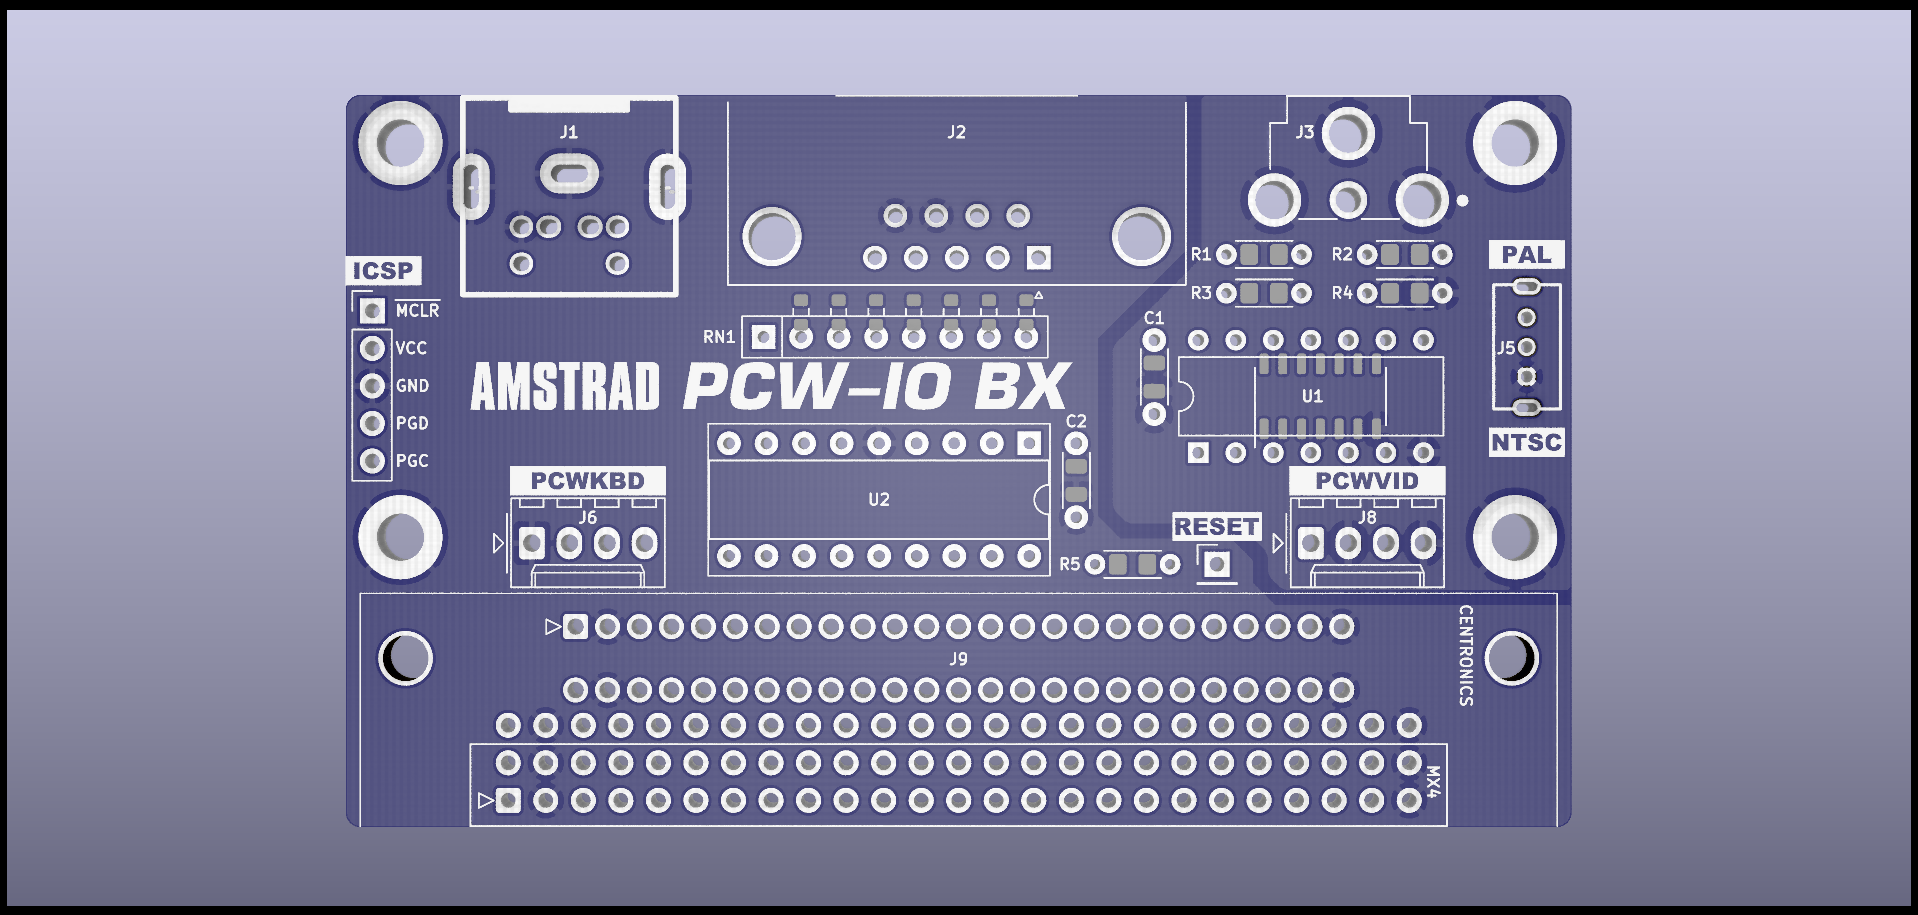 J1
J2
J3
R1
R2
PAL
ICSP
R3
R4
MCLR
C1
RN1
VCC
J5
AMSTRAD PCW-IO BX
GND
U1
C2
PGD
NTSC
PGC
PCWKBD
PCWVID
U2
J6
J8
RESET
R5
CENTRONICS
J9
MX4